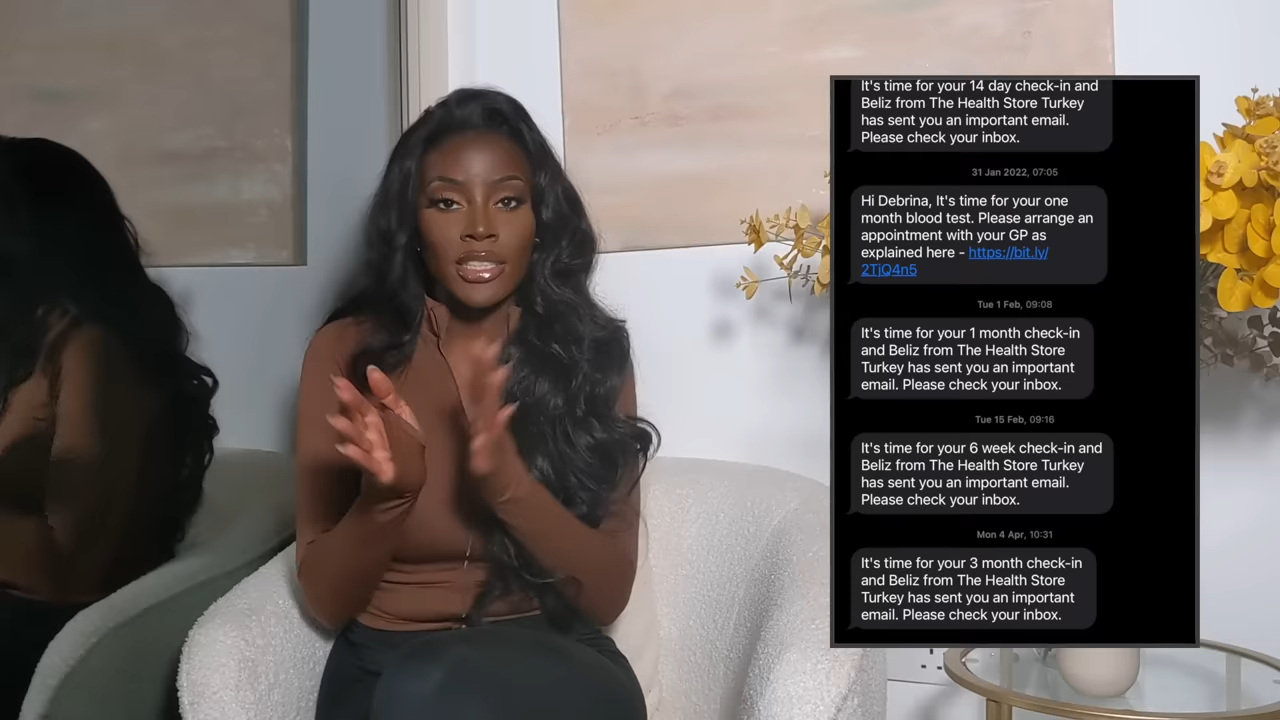 It's time for your 14 day check-in and
Beliz from The Health Store Turkey
has sent you an important email.
Please check your inbox.
31 Jan 2022, 07:05
Hi Debrina, It's time for your one
month blood test. Please arrange an
appointment with your GP as
explained here - https://bit.ly/
2TjQ4n5
Tue 1 Feb, 09:08
It's time for your 1 month check-in
and Beliz from The Health Store
Turkey has sent you an important
email. Please check your inbox.
Tue 15 Feb, 09:16
It's time for your 6 week check-in and
Beliz from The Health Store Turkey
has sent you an important email.
Please check your inbox.
Mon 4 Apr, 10:31
It's time for your 3 month check-in
and Beliz from The Health Store
Turkey has sent you an important
email. Please check your inbox.